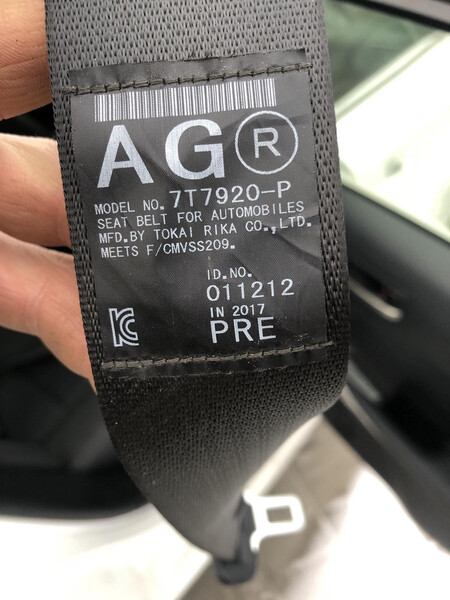 AG Ⓡ
MODEL NO. 7T7920-P
SEAT BELT FOR AUTOMOBILES
MFD.BY TOKAI RIKA CO.,LTD.
MEETS F/CMVSS209.
ID.NO.
011212
IN 2017
PRE
KC